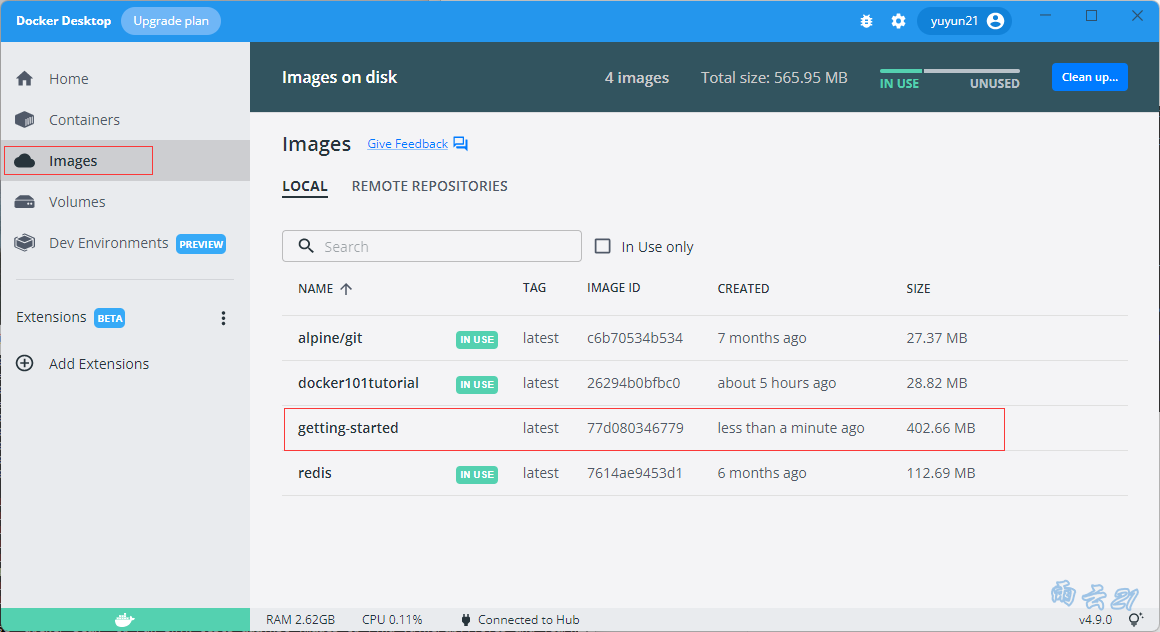 Docker Desktop Upgrade plan yuyun21
Home
Containers
Images
Volumes
Dev Environments PREVIEW
Extensions BETA
Add Extensions
Images on disk 4 images Total size: 565.95 MB IN USE UNUSED Clean up...
Images Give Feedback
LOCAL REMOTE REPOSITORIES
Search In Use only
NAME TAG IMAGE ID CREATED SIZE
alpine/git IN USE latest c6b70534b534 7 months ago 27.37 MB
docker101tutorial IN USE latest 26294b0bfbc0 about 5 hours ago 28.82 MB
getting-started latest 77d080346779 less than a minute ago 402.66 MB
redis IN USE latest 7614ae9453d1 6 months ago 112.69 MB
雨云21
RAM 2.62GB CPU 0.11% Connected to Hub v4.9.0